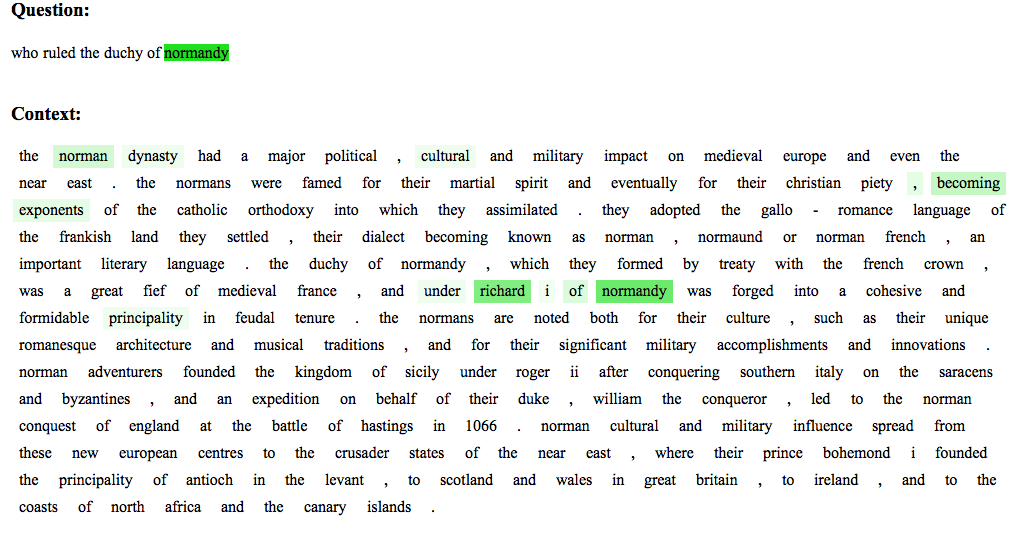 Question:
who ruled the duchy of normandy
Context:
the norman dynasty had a major political , cultural and military impact on medieval europe and even the
near east . the normans were famed for their martial spirit and eventually for their christian piety , becoming
exponents of the catholic orthodoxy into which they assimilated . they adopted the gallo - romance language of
the frankish land they settled , their dialect becoming known as norman , normaund or norman french , an
important literary language . the duchy of normandy , which they formed by treaty with the french crown ,
was a great fief of medieval france , and under richard i of normandy was forged into a cohesive and
formidable principality in feudal tenure . the normans are noted both for their culture , such as their unique
romanesque architecture and musical traditions , and for their significant military accomplishments and innovations .
norman adventurers founded the kingdom of sicily under roger ii after conquering southern italy on the saracens
and byzantines , and an expedition on behalf of their duke , william the conqueror , led to the norman
conquest of england at the battle of hastings in 1066 . norman cultural and military influence spread from
these new european centres to the crusader states of the near east , where their prince bohemond i founded
the principality of antioch in the levant , to scotland and wales in great britain , to ireland , and to the
coasts of north africa and the canary islands .